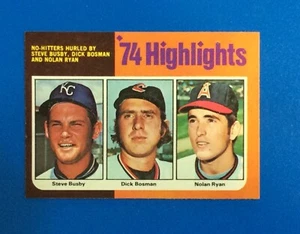 NO-HITTERS HURLED BY
STEVE BUSBY, DICK BOSMAN
AND NOLAN RYAN
'74 Highlights
KC
A
Steve Busby
Dick Bosman
Nolan Ryan